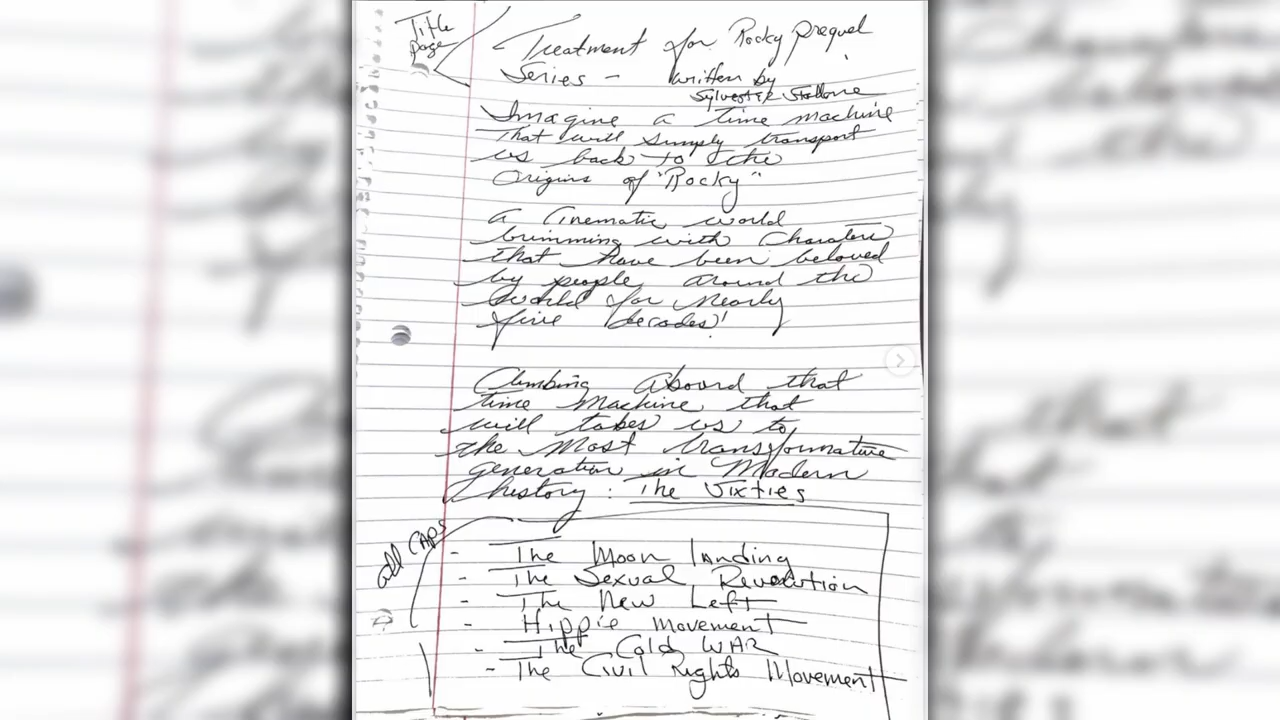 Title
page
Treatment for Rocky prequel
Series - written by
Sylvester Stallone
Imagine a time machine
That will simply transport
us back to the
Origins of "Rocky"
A Cinematic world
brimming with Characters
that have been beloved
by people around the
World for Nearly
five decades!
Climbing Aboord that
time Machine that
will takes us to
the Most transformative
generation in Modern
history: The Sixties
all CAPS
- The Moon landing
- The Sexual Revolution
- The New Left
- Hippie Movement
- The Cold WAR
- The Civil Rights Movement